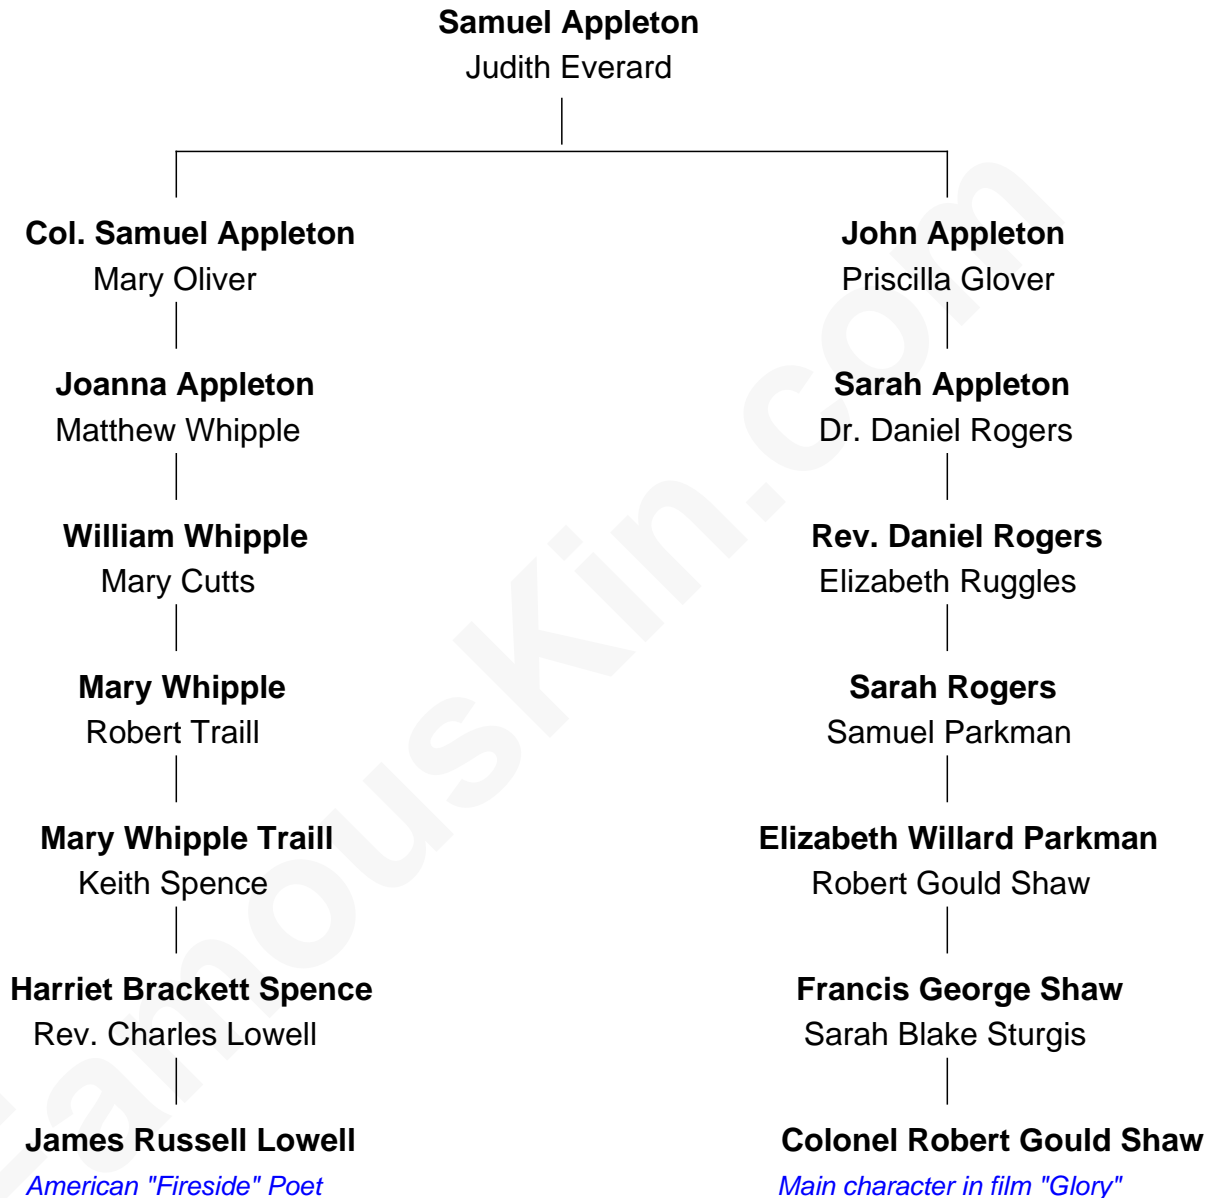 Samuel Appleton
Judith Everard
Col. Samuel Appleton
Mary Oliver
Joanna Appleton
Matthew Whipple
William Whipple
Mary Cutts
Mary Whipple
Robert Traill
Mary Whipple Traill
Keith Spence
Harriet Brackett Spence
Rev. Charles Lowell
James Russell Lowell
American "Fireside" Poet
John Appleton
Priscilla Glover
Sarah Appleton
Dr. Daniel Rogers
Rev. Daniel Rogers
Elizabeth Ruggles
Sarah Rogers
Samuel Parkman
Elizabeth Willard Parkman
Robert Gould Shaw
Francis George Shaw
Sarah Blake Sturgis
Colonel Robert Gould Shaw
Main character in film "Glory"
FamousKin.com